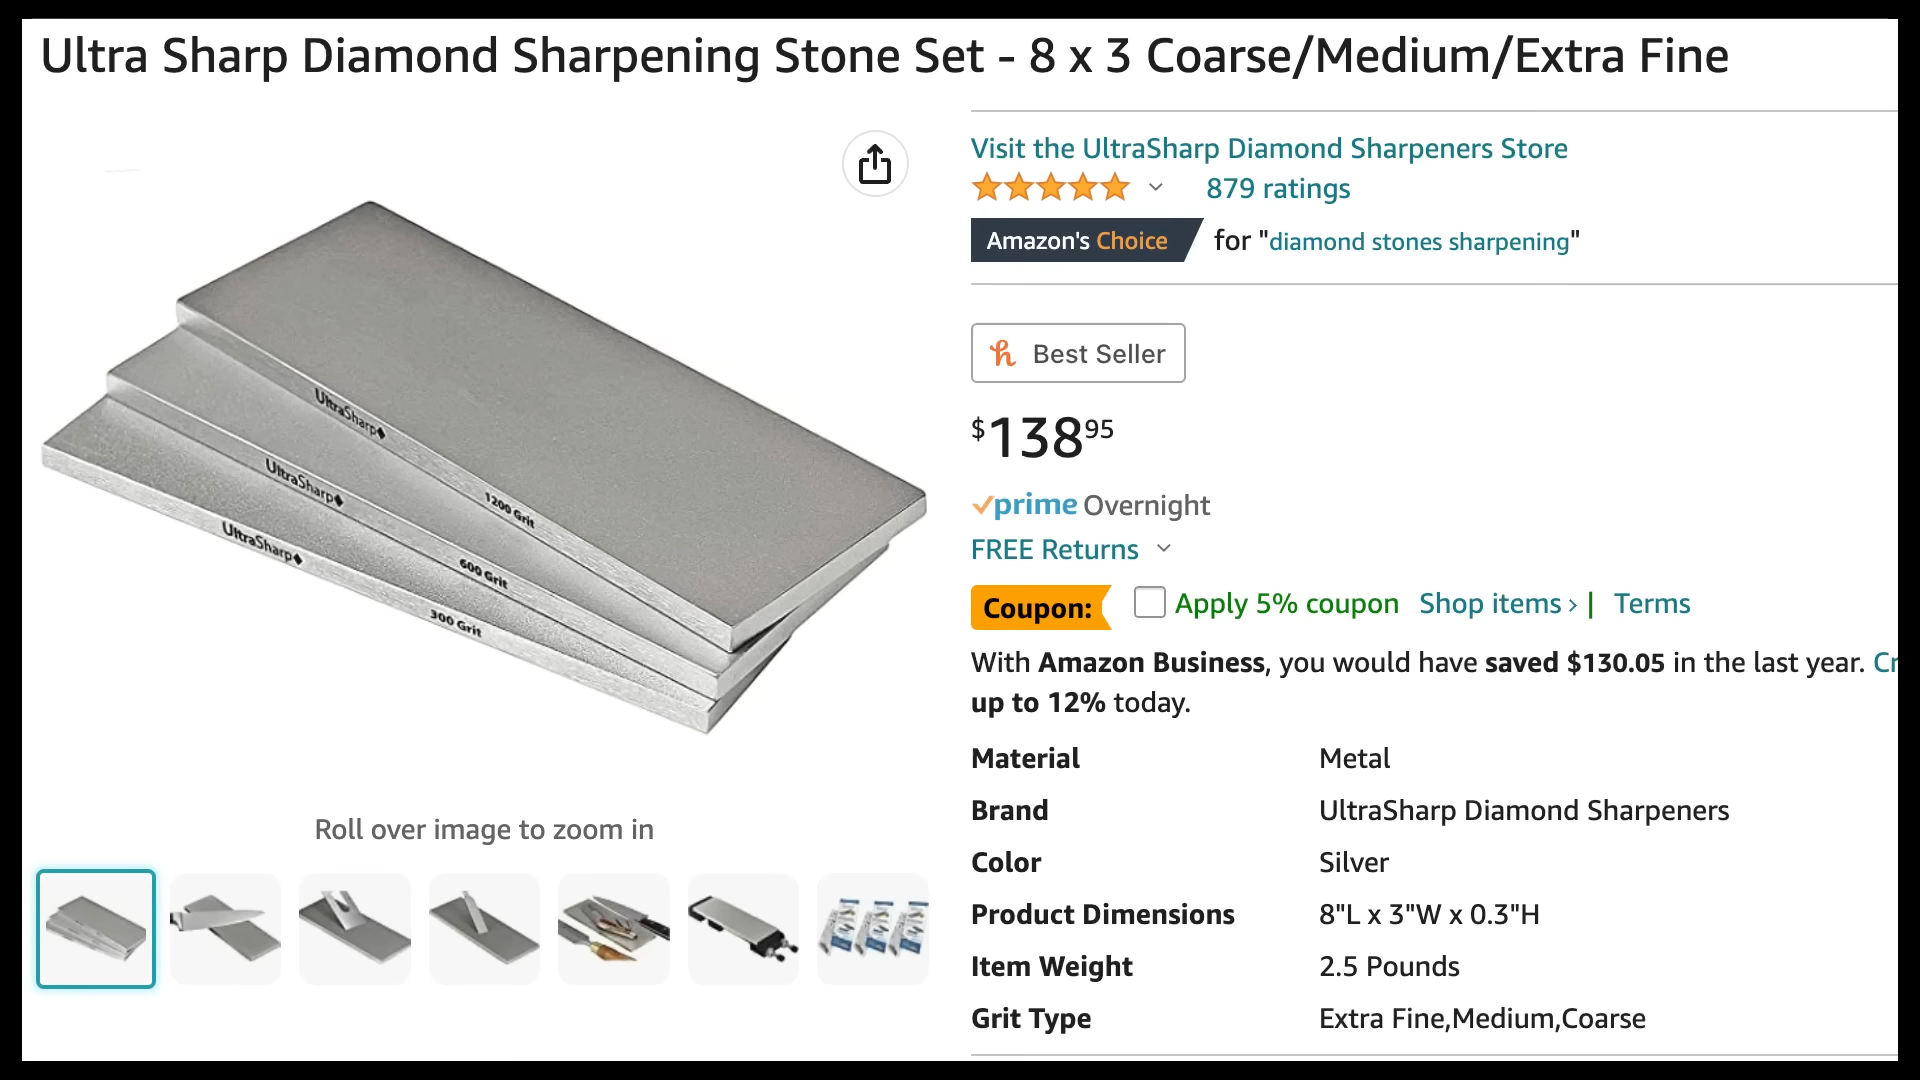 Ultra Sharp Diamond Sharpening Stone Set - 8 x 3 Coarse/Medium/Extra Fine
Visit the UltraSharp Diamond Sharpeners Store
879 ratings
Amazon's Choice for "diamond stones sharpening"
Best Seller
$138.95
prime Overnight
FREE Returns
Coupon: Apply 5% coupon Shop items › | Terms
With Amazon Business, you would have saved $130.05 in the last year. Cr
up to 12% today.
Material Metal
Brand UltraSharp Diamond Sharpeners
Color Silver
Product Dimensions 8"L x 3"W x 0.3"H
Item Weight 2.5 Pounds
Grit Type Extra Fine,Medium,Coarse
UltraSharp 1200 Grit
UltraSharp 600 Grit
UltraSharp 300 Grit
Roll over image to zoom in